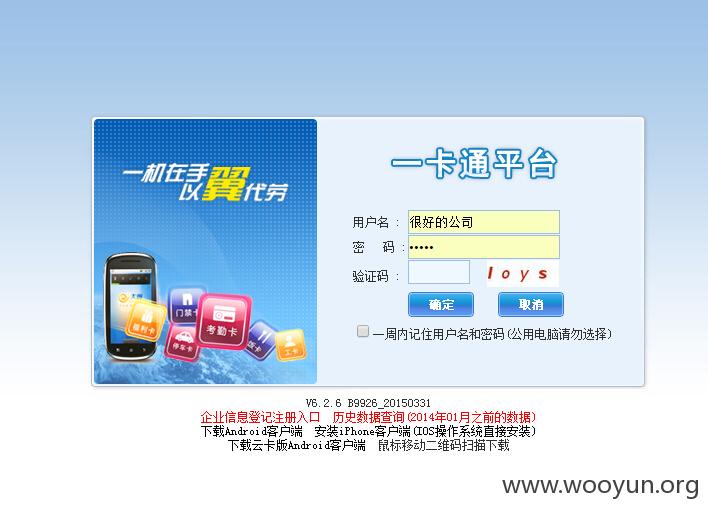 一机在手
以翼代劳
福利卡
门禁卡
停车卡
考勤卡
饭卡
工卡
一卡通平台
用户名 : 很好的公司
密 码 : •••••
验证码 : loys
确定 取消
一周内记住用户名和密码(公用电脑请勿选择)
V6.2.6 B9926_20150331
企业信息登记注册入口 历史数据查询(2014年01月之前的数据)
下载Android客户端 安装iPhone客户端(IOS操作系统直接安装)
下载云卡版Android客户端 鼠标移动二维码扫描下载
www.wooyun.org